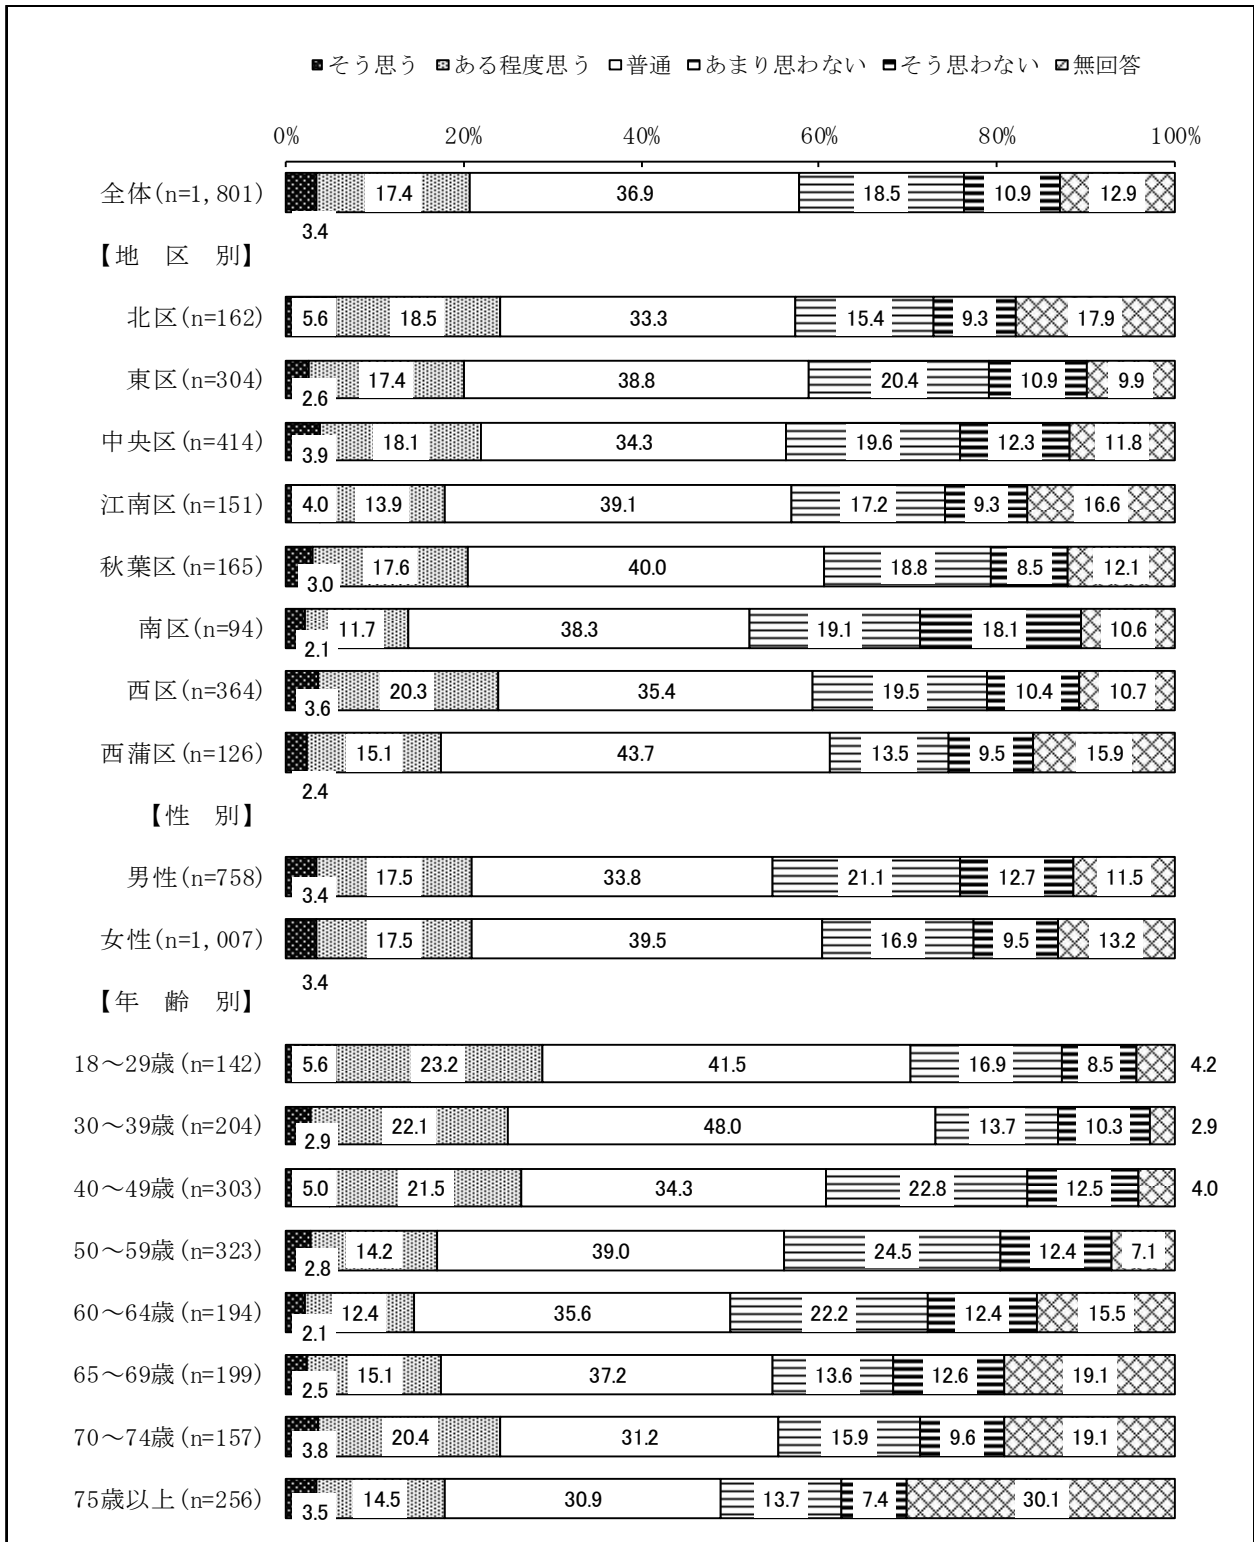 そう思う ある程度思う 普通 あまり思わない そう思わない 無回答
0% 20% 40% 60% 80% 100%
全体(n=1,801) 17.4 36.9 18.5 10.9 12.9
3.4
【地 区 別】
北区(n=162) 5.6 18.5 33.3 15.4 9.3 17.9
東区(n=304) 2.6 17.4 38.8 20.4 10.9 9.9
中央区(n=414) 3.9 18.1 34.3 19.6 12.3 11.8
江南区(n=151) 4.0 13.9 39.1 17.2 9.3 16.6
秋葉区(n=165) 3.0 17.6 40.0 18.8 8.5 12.1
南区(n=94) 2.1 11.7 38.3 19.1 18.1 10.6
西区(n=364) 3.6 20.3 35.4 19.5 10.4 10.7
西蒲区(n=126) 15.1 43.7 13.5 9.5 15.9
2.4
【性 別】
男性(n=758) 3.4 17.5 33.8 21.1 12.7 11.5
女性(n=1,007) 17.5 39.5 16.9 9.5 13.2
3.4
【年 齢 別】
18～29歳(n=142) 5.6 23.2 41.5 16.9 8.5 4.2
30～39歳(n=204) 2.9 22.1 48.0 13.7 10.3 2.9
40～49歳(n=303) 5.0 21.5 34.3 22.8 12.5 4.0
50～59歳(n=323) 2.8 14.2 39.0 24.5 12.4 7.1
60～64歳(n=194) 2.1 12.4 35.6 22.2 12.4 15.5
65～69歳(n=199) 2.5 15.1 37.2 13.6 12.6 19.1
70～74歳(n=157) 3.8 20.4 31.2 15.9 9.6 19.1
75歳以上(n=256) 3.5 14.5 30.9 13.7 7.4 30.1